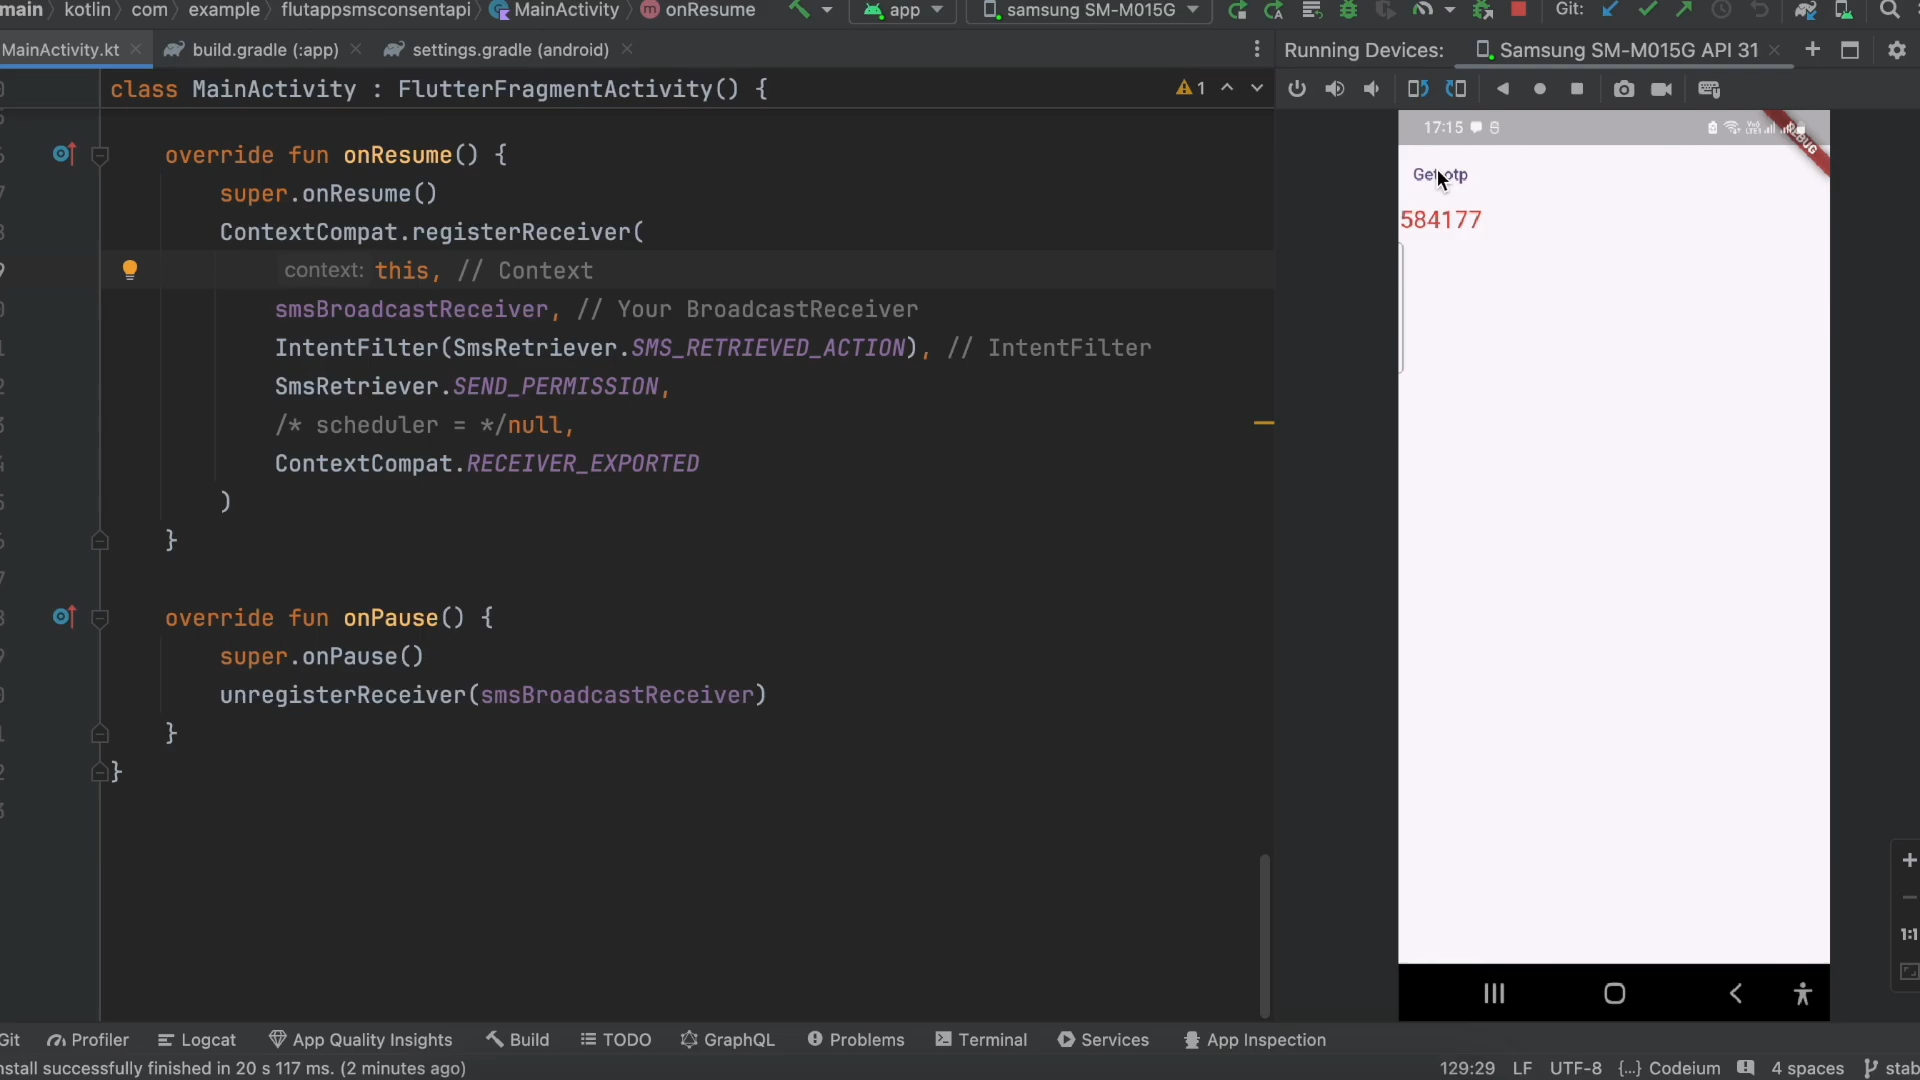 main kotlin com example flutappsmsconsentapi MainActivity onResume app samsung SM-M015G Git:
MainActivity.kt build.gradle (:app) settings.gradle (android) Running Devices: Samsung SM-M015G API 31
class MainActivity : FlutterFragmentActivity() { 1
override fun onResume() {
super.onResume()
ContextCompat.registerReceiver(
context: this, // Context
smsBroadcastReceiver, // Your BroadcastReceiver
IntentFilter(SmsRetriever.SMS_RETRIEVED_ACTION), // IntentFilter
SmsRetriever.SEND_PERMISSION,
/* scheduler = */null,
ContextCompat.RECEIVER_EXPORTED
)
}
override fun onPause() {
super.onPause()
unregisterReceiver(smsBroadcastReceiver)
}
}
17:15
Get otp
584177
1:1
Git Profiler Logcat App Quality Insights Build TODO GraphQL Problems Terminal Services App Inspection
nstall successfully finished in 20 s 117 ms. (2 minutes ago) 129:29 LF UTF-8 {...} Codeium 4 spaces stab